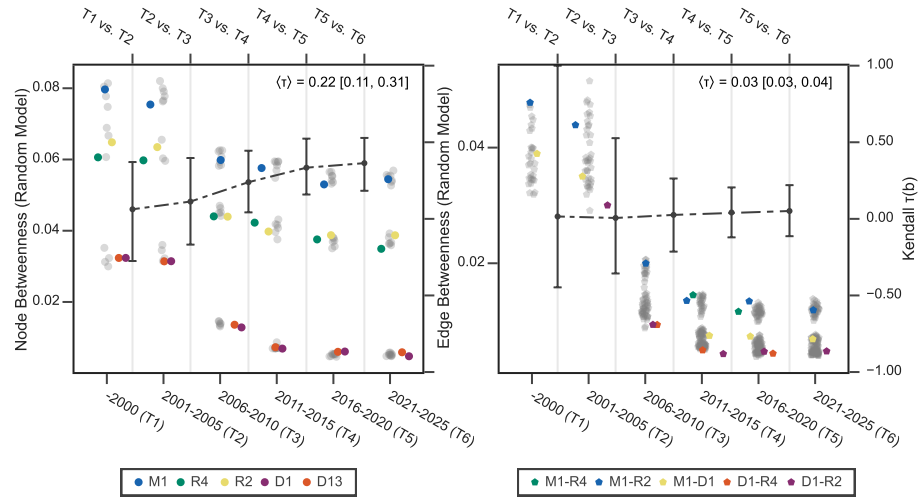 T1 vs. T2
T2 vs. T3
T3 vs. T4
T4 vs. T5
T5 vs. T6
⟨τ⟩ = 0.22 [0.11, 0.31]
Node Betweenness (Random Model)
0.08
0.06
0.04
0.02
-2000 (T1)
2001-2005 (T2)
2006-2010 (T3)
2011-2015 (T4)
2016-2020 (T5)
2021-2025 (T6)
M1 R4 R2 D1 D13
T1 vs. T2
T2 vs. T3
T3 vs. T4
T4 vs. T5
T5 vs. T6
⟨τ⟩ = 0.03 [0.03, 0.04]
Edge Betweenness (Random Model)
0.04
0.02
1.00
0.50
0.00
−0.50
−1.00
Kendall τ(b)
-2000 (T1)
2001-2005 (T2)
2006-2010 (T3)
2011-2015 (T4)
2016-2020 (T5)
2021-2025 (T6)
M1-R4 M1-R2 M1-D1 D1-R4 D1-R2